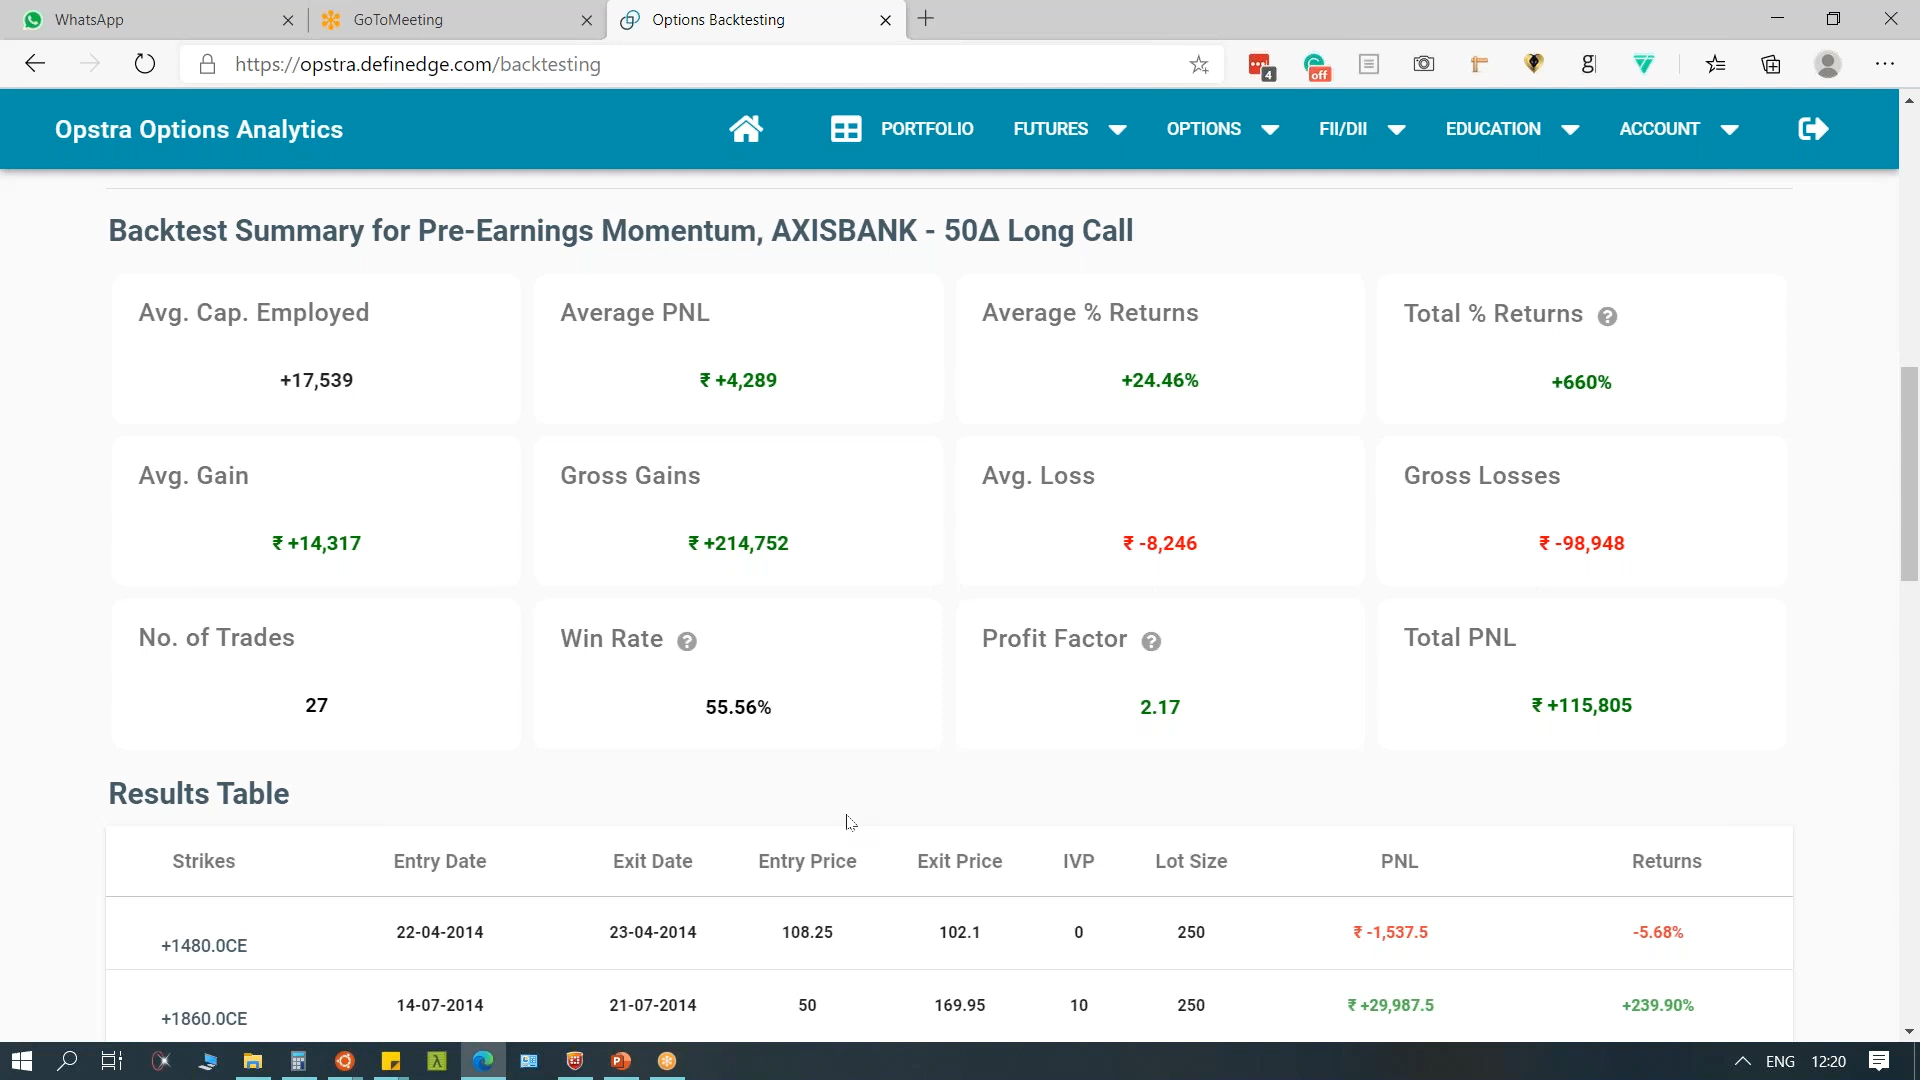 WhatsApp
GoToMeeting
Options Backtesting
https://opstra.definedge.com/backtesting
4
off
g
Opstra Options Analytics
PORTFOLIO
FUTURES
OPTIONS
FII/DII
EDUCATION
ACCOUNT
Backtest Summary for Pre-Earnings Momentum, AXISBANK - 50Δ Long Call
Avg. Cap. Employed
Average PNL
Average % Returns
Total % Returns ?
+17,539
₹ +4,289
+24.46%
+660%
Avg. Gain
Gross Gains
Avg. Loss
Gross Losses
₹ +14,317
₹ +214,752
₹ -8,246
₹ -98,948
No. of Trades
Win Rate ?
Profit Factor ?
Total PNL
27
55.56%
2.17
₹ +115,805
Results Table
Strikes Entry Date Exit Date Entry Price Exit Price IVP Lot Size PNL Returns
+1480.0CE 22-04-2014 23-04-2014 108.25 102.1 0 250 ₹ -1,537.5 -5.68%
+1860.0CE 14-07-2014 21-07-2014 50 169.95 10 250 ₹ +29,987.5 +239.90%
ENG 12:20